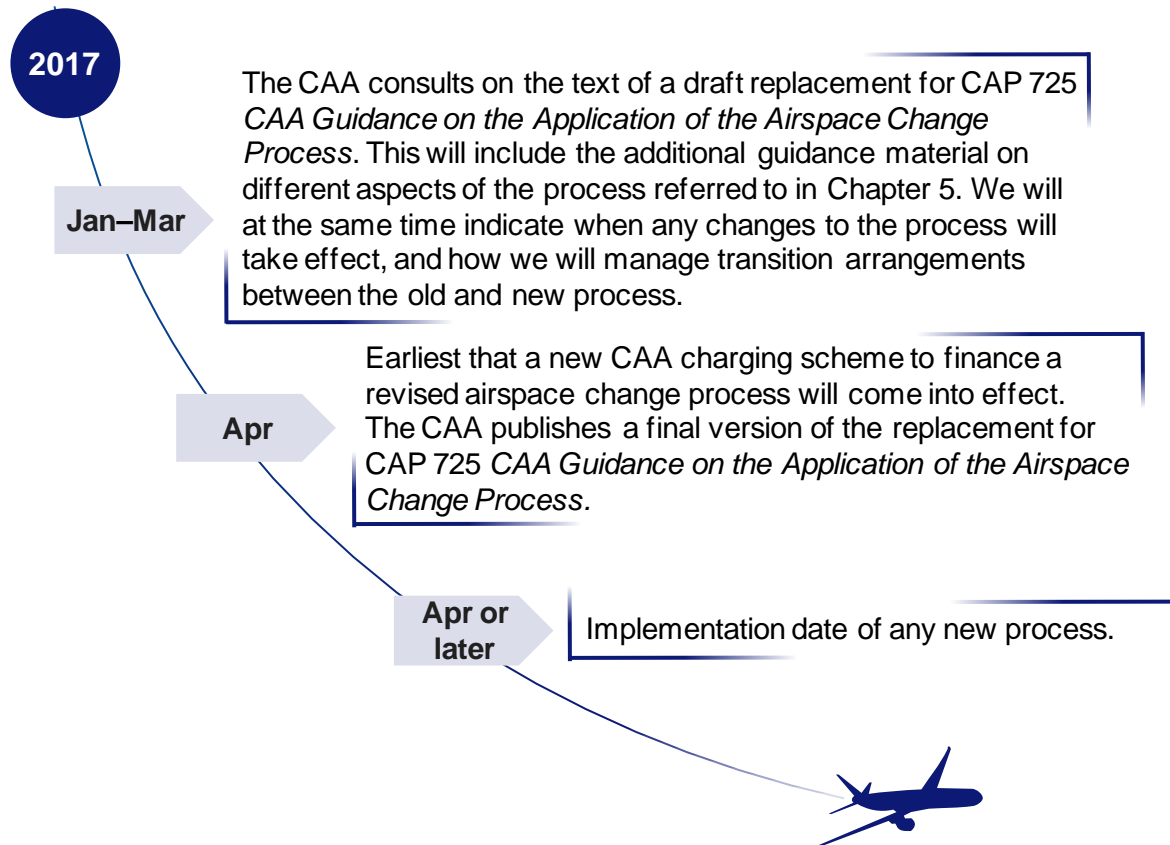 2017
The CAA consults on the text of a draft replacement for CAP 725
CAA Guidance on the Application of the Airspace Change
Process. This will include the additional guidance material on
different aspects of the process referred to in Chapter 5. We will
at the same time indicate when any changes to the process will
take effect, and how we will manage transition arrangements
between the old and new process.
Jan–Mar
Earliest that a new CAA charging scheme to finance a
revised airspace change process will come into effect.
The CAA publishes a final version of the replacement for
CAP 725 CAA Guidance on the Application of the Airspace
Change Process.
Apr
Apr or
later
Implementation date of any new process.